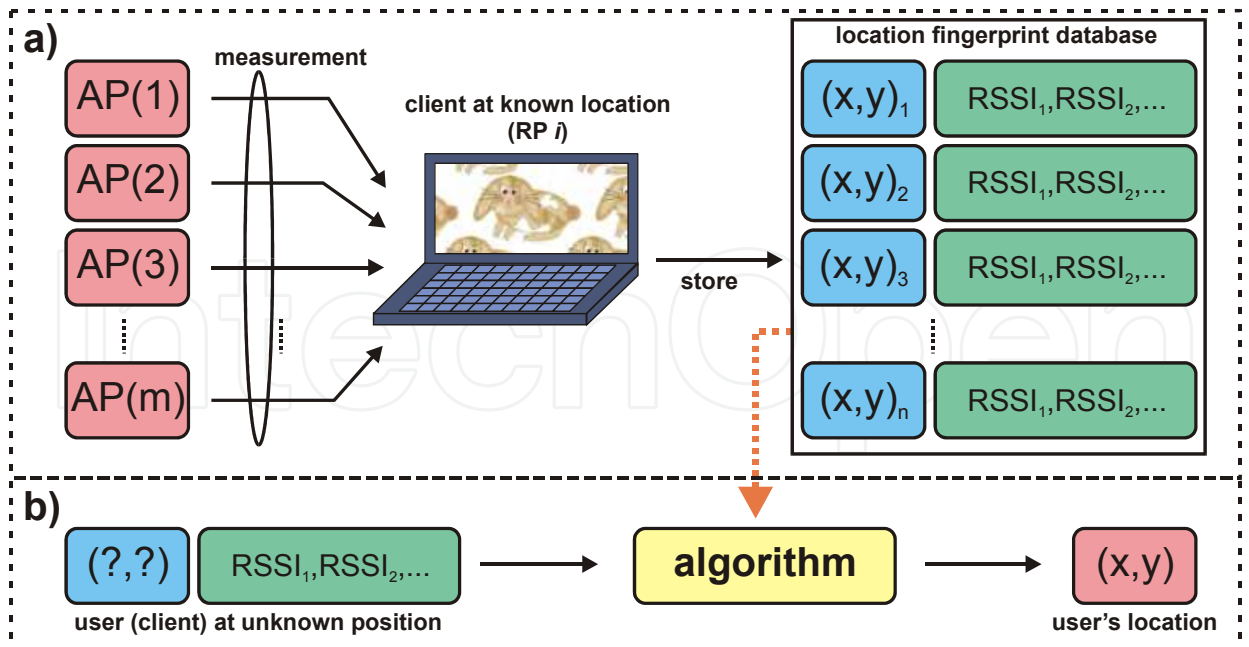 a)
measurement
AP(1)
AP(2)
AP(3)
AP(m)
client at known location
(RP i)
store
location fingerprint database
(x,y)₁ RSSI₁,RSSI₂,...
(x,y)₂ RSSI₁,RSSI₂,...
(x,y)₃ RSSI₁,RSSI₂,...
(x,y)ₙ RSSI₁,RSSI₂,...
IntechOpen
b)
(?,?) RSSI₁,RSSI₂,...
user (client) at unknown position
algorithm
(x,y)
user's location